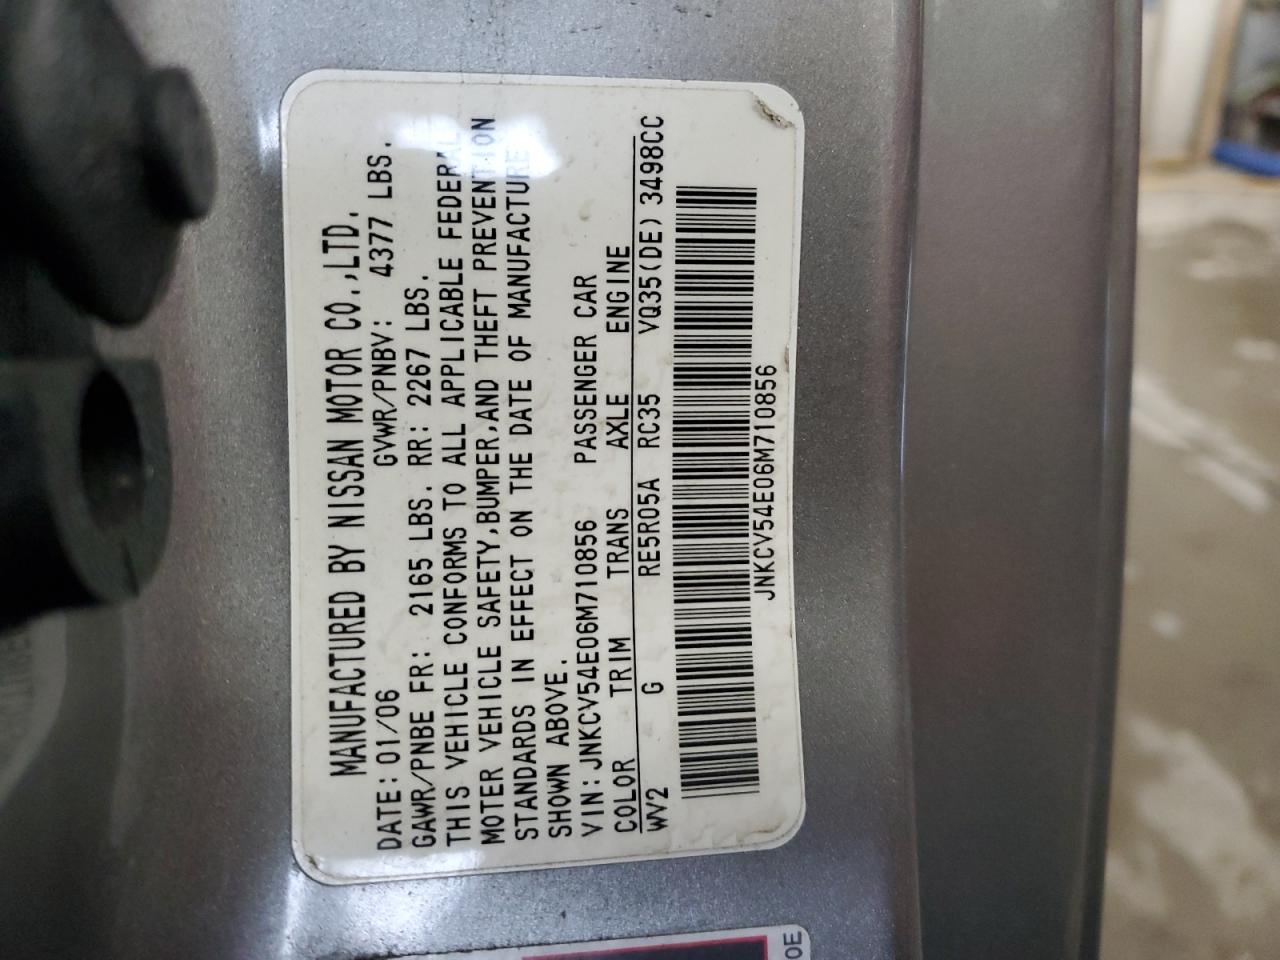 MANUFACTURED BY NISSAN MOTOR CO.,LTD.
DATE:01/06 GVWR/PNBV: 4377 LBS.
GAWR/PNBE FR: 2165 LBS. RR: 2267 LBS.
THIS VEHICLE CONFORMS TO ALL APPLICABLE FEDERAL
MOTER VEHICLE SAFETY,BUMPER,AND THEFT PREVENTION
STANDARDS IN EFFECT ON THE DATE OF MANUFACTURE
SHOWN ABOVE.
VIN:JNKCV54E06M710856 PASSENGER CAR
COLOR TRIM TRANS AXLE ENGINE
WV2 G RE5R05A RC35 VQ35(DE) 3498CC
JNKCV54E06M710856
OE